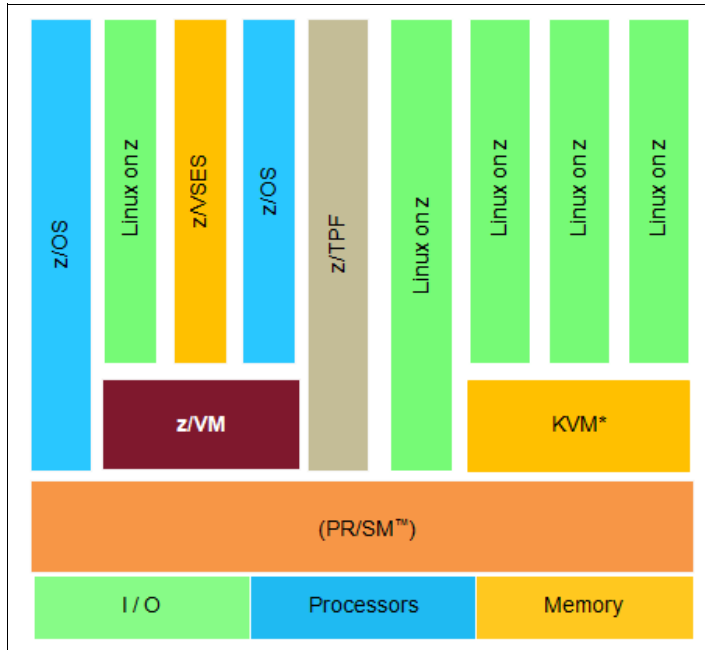 z/OS
Linux on z
z/VSES
z/OS
z/TPF
Linux on z
Linux on z
Linux on z
Linux on z
z/VM
KVM*
(PR/SM™)
I / O
Processors
Memory